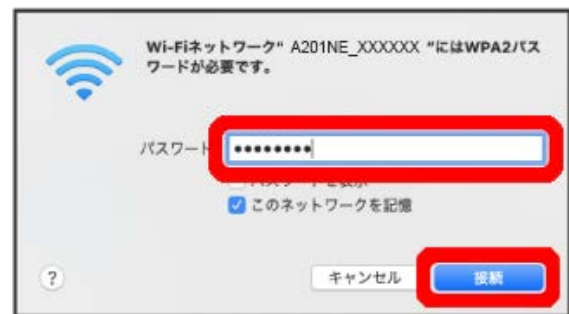 Wi-Fiネットワーク" A201NE_XXXXXX "にはWPA2パス
ワードが必要です。
パスワード
•••••••••
このネットワークを記憶
?
キャンセル
接続